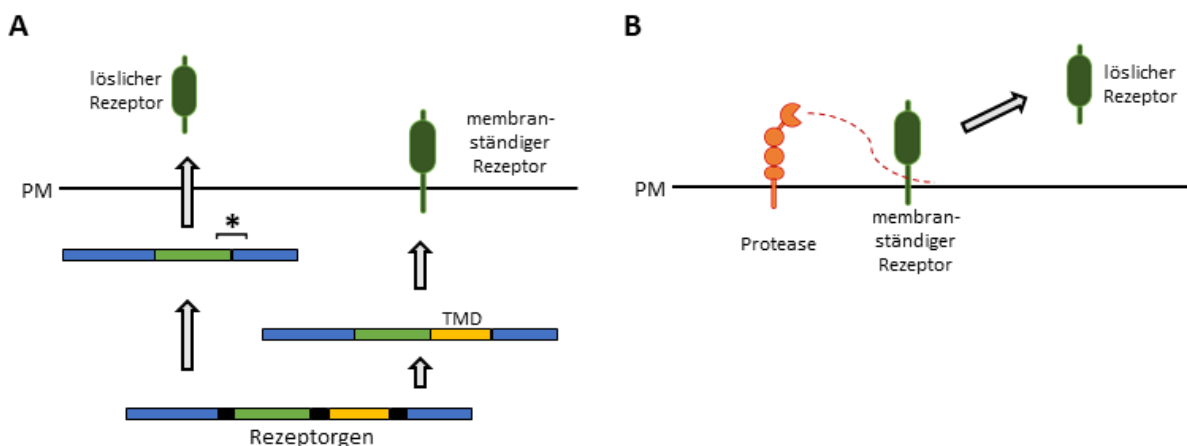 A
löslicher
Rezeptor
membran-
ständiger
Rezeptor
PM
*
TMD
Rezeptorgen
B
löslicher
Rezeptor
PM
Protease
membran-
ständiger
Rezeptor